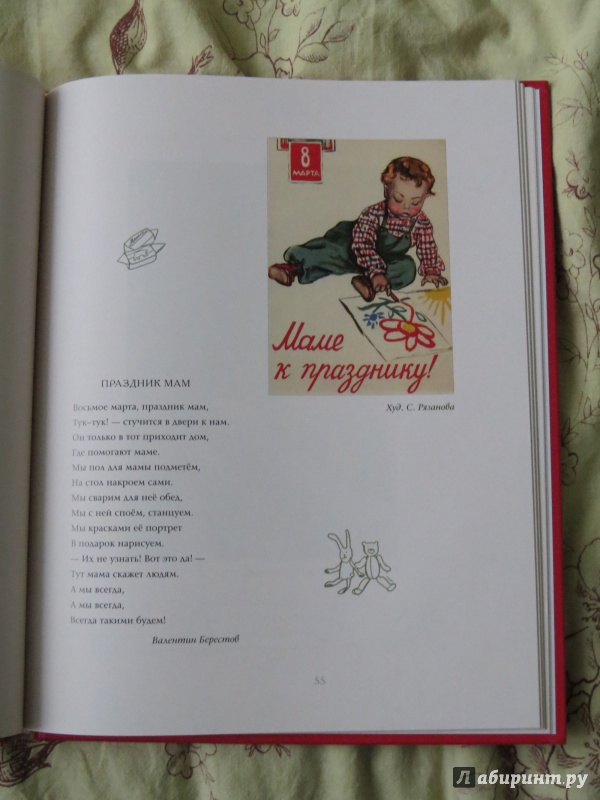 8
МАРТА
Маме
к празднику!
Худ. С. Рязанова
ПРАЗДНИК МАМ
Восьмое марта, праздник мам,
Тук-тук! — стучится в двери к нам.
Он только в тот приходит дом,
Где помогают маме.
Мы пол для мамы подметём,
На стол накроем сами.
Мы сварим для неё обед,
Мы с ней споём, станцуем.
Мы красками её портрет
В подарок нарисуем.
— Их не узнать! Вот это да! —
Тут мама скажет людям.
А мы всегда,
А мы всегда,
Всегда такими будем!
Валентин Берестов
55
Лабиринт.ру